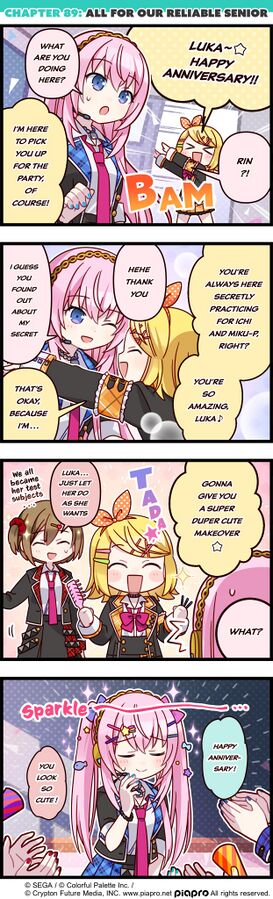 CHAPTER 89: ALL FOR OUR RELIABLE SENIOR
WHAT
ARE YOU
DOING
HERE?
LUKA~☆
HAPPY
ANNIVERSARY!!
I'M HERE
TO PICK
YOU UP
FOR THE
PARTY,
OF
COURSE!
RIN
?!
BAM
I GUESS
YOU
FOUND
OUT
ABOUT
MY
SECRET
HEHE
THANK
YOU
YOU'RE
ALWAYS
HERE
SECRETLY
PRACTICING
FOR ICHI
AND MIKU-P,
RIGHT?
YOU'RE
SO
AMAZING,
LUKA♪
THAT'S
OKAY,
BECAUSE
I'M...
We all
became
her test
subjects...
LUKA...
JUST LET
HER DO
AS SHE
WANTS
TADA
GONNA
GIVE YOU
A SUPER
DUPER CUTE
MAKEOVER
☆
WHAT?
Sparkle
...
HAPPY
ANNIVER-
SARY!
YOU
LOOK
SO
CUTE!
© SEGA / © Colorful Palette Inc. /
© Crypton Future Media, INC. www.piapro.net piapro All rights reserved.